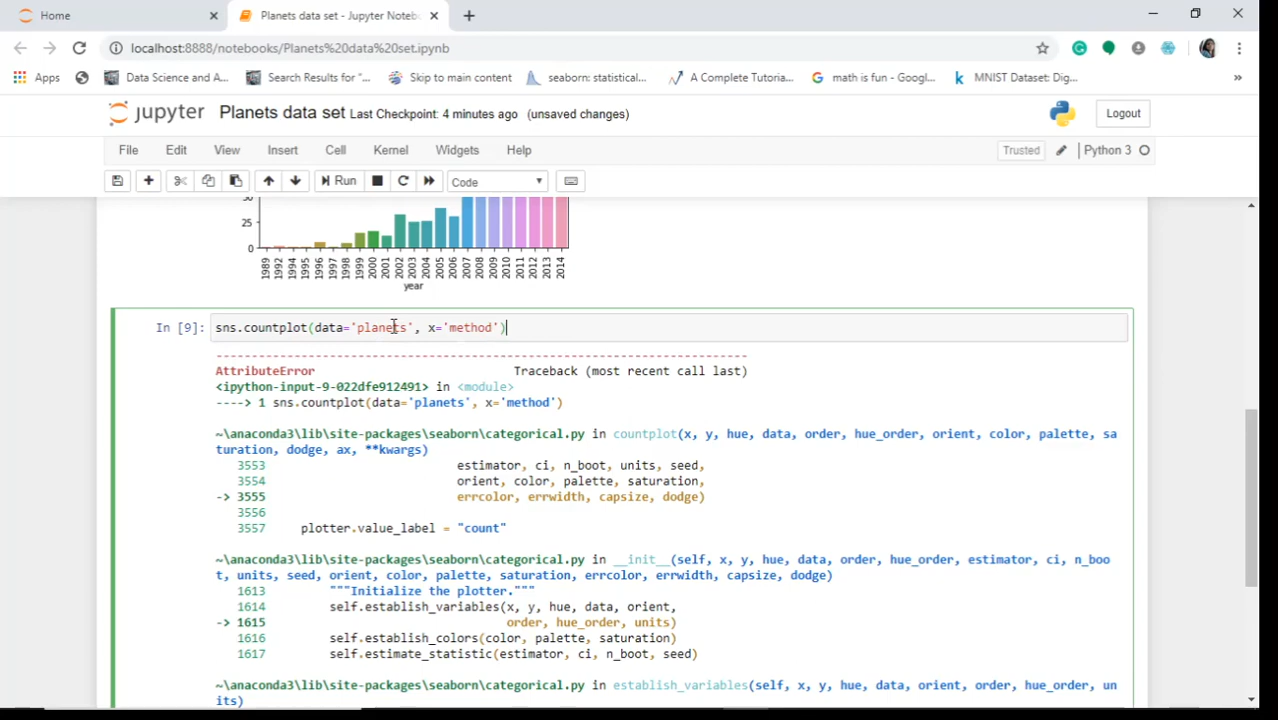 Home
Planets data set - Jupyter Notebo
localhost:8888/notebooks/Planets%20data%20set.ipynb
Apps
Data Science and A...
Search Results for "...
Skip to main content
seaborn: statistical...
A Complete Tutoria...
math is fun - Googl...
MNIST Dataset: Dig...
»
jupyter Planets data set Last Checkpoint: 4 minutes ago (unsaved changes)
Logout
File Edit View Insert Cell Kernel Widgets Help
Trusted
Python 3
Run
Code
50
25
0
1989 1992 1994 1995 1996 1997 1998 1999 2000 2001 2002 2003 2004 2005 2006 2007 2008 2009 2010 2011 2012 2013 2014
year
In [9]: sns.countplot(data='planets', x='method')
---------------------------------------------------------------------------
AttributeError Traceback (most recent call last)
<ipython-input-9-022dfe912491> in <module>
----> 1 sns.countplot(data='planets', x='method')
~\anaconda3\lib\site-packages\seaborn\categorical.py in countplot(x, y, hue, data, order, hue_order, orient, color, palette, sa
turation, dodge, ax, **kwargs)
3553 estimator, ci, n_boot, units, seed,
3554 orient, color, palette, saturation,
-> 3555 errcolor, errwidth, capsize, dodge)
3556
3557 plotter.value_label = "count"
~\anaconda3\lib\site-packages\seaborn\categorical.py in __init__(self, x, y, hue, data, order, hue_order, estimator, ci, n_boo
t, units, seed, orient, color, palette, saturation, errcolor, errwidth, capsize, dodge)
1613 """Initialize the plotter."""
1614 self.establish_variables(x, y, hue, data, orient,
-> 1615 order, hue_order, units)
1616 self.establish_colors(color, palette, saturation)
1617 self.estimate_statistic(estimator, ci, n_boot, seed)
~\anaconda3\lib\site-packages\seaborn\categorical.py in establish_variables(self, x, y, hue, data, orient, order, hue_order, un
its)